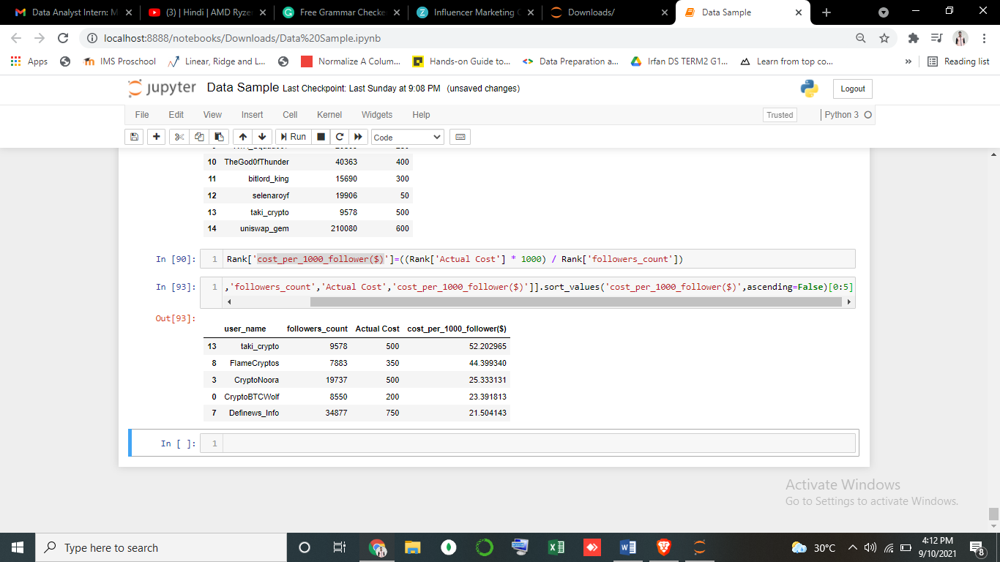 Data Analyst Intern: M
(3) | Hindi | AMD Ryze
Free Grammar Checke
Influencer Marketing
Downloads/
Data Sample
localhost:8888/notebooks/Downloads/Data%20Sample.ipynb
Apps
IMS Proschool
Linear, Ridge and L...
Normalize A Colum...
Hands-on Guide to...
Data Preparation a...
Irfan DS TERM2 G1...
Learn from top co...
»
Reading list
jupyter Data Sample Last Checkpoint: Last Sunday at 9:08 PM (unsaved changes)
Logout
File Edit View Insert Cell Kernel Widgets Help
Trusted
Python 3
Run
Code
10 TheGod0fThunder 40363 400
11 bitlord_king 15690 300
12 selenaroyf 19906 50
13 taki_crypto 9578 500
14 uniswap_gem 210080 600
In [90]: 1 Rank['cost_per_1000_follower($)']=((Rank['Actual Cost'] * 1000) / Rank['followers_count'])
In [93]: 1 ,'followers_count','Actual Cost','cost_per_1000_follower($)']].sort_values('cost_per_1000_follower($)',ascending=False)[0:5]
Out[93]:
user_name followers_count Actual Cost cost_per_1000_follower($)
13 taki_crypto 9578 500 52.202965
8 FlameCryptos 7883 350 44.399340
3 CryptoNoora 19737 500 25.333131
0 CryptoBTCWolf 8550 200 23.391813
7 Definews_Info 34877 750 21.504143
In [ ]: 1
Activate Windows
Go to Settings to activate Windows.
Type here to search
30°C
4:12 PM
9/10/2021
8